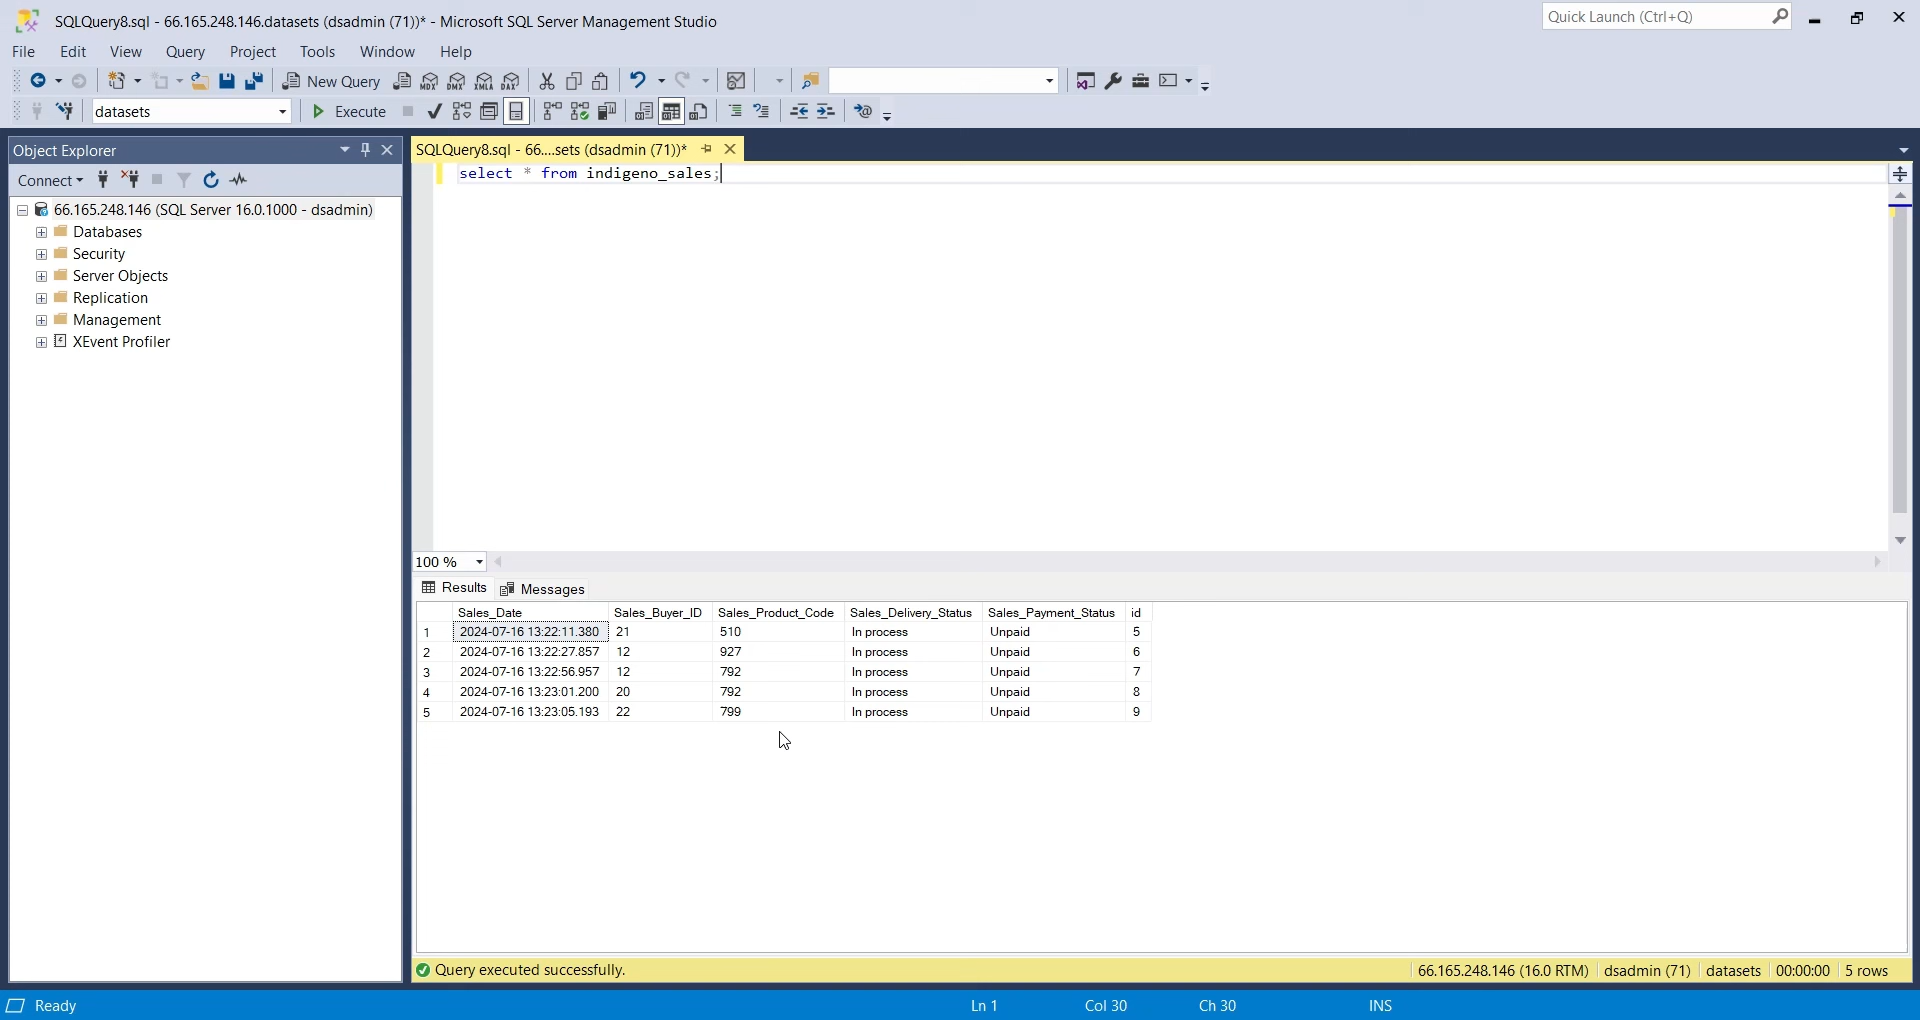 SQLQuery8.sql - 66.165.248.146.datasets (dsadmin (71))* - Microsoft SQL Server Management Studio
Quick Launch (Ctrl+Q)
File Edit View Query Project Tools Window Help
New Query MDX DMX XMLA DAX
datasets Execute
Object Explorer
SQLQuery8.sql - 66....sets (dsadmin (71))*
Connect
select * from indigeno_sales;
66.165.248.146 (SQL Server 16.0.1000 - dsadmin)
Databases
Security
Server Objects
Replication
Management
XEvent Profiler
100 %
Results Messages
Sales_Date Sales_Buyer_ID Sales_Product_Code Sales_Delivery_Status Sales_Payment_Status id
1 2024-07-16 13:22:11.380 21 510 In process Unpaid 5
2 2024-07-16 13:22:27.857 12 927 In process Unpaid 6
3 2024-07-16 13:22:56.957 12 792 In process Unpaid 7
4 2024-07-16 13:23:01.200 20 792 In process Unpaid 8
5 2024-07-16 13:23:05.193 22 799 In process Unpaid 9
Query executed successfully. 66.165.248.146 (16.0 RTM) dsadmin (71) datasets 00:00:00 5 rows
Ready Ln 1 Col 30 Ch 30 INS